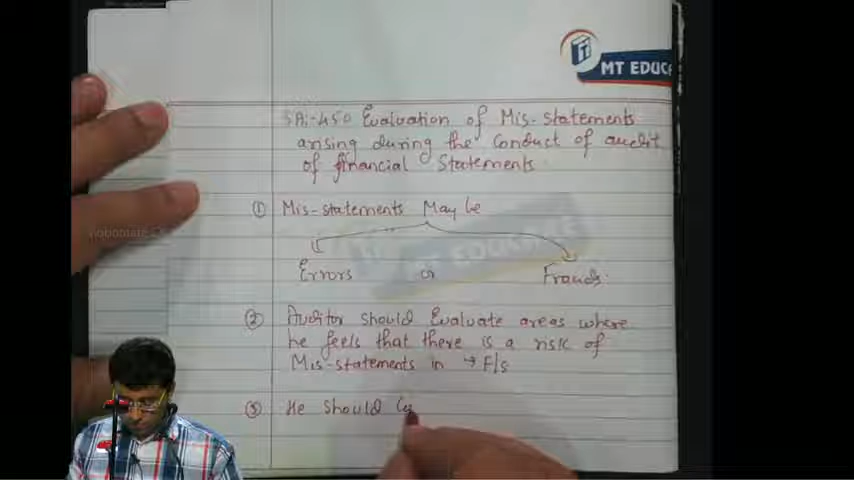 MT EDUC
SA:-450 Evaluation of Mis-statements
arising during the Conduct of audit
of financial Statements
① Mis-statements May be
Errors or Frauds.
② Auditor should Evaluate areas where
he feels that there is a risk of
Mis-statements in → F/s
③ He should